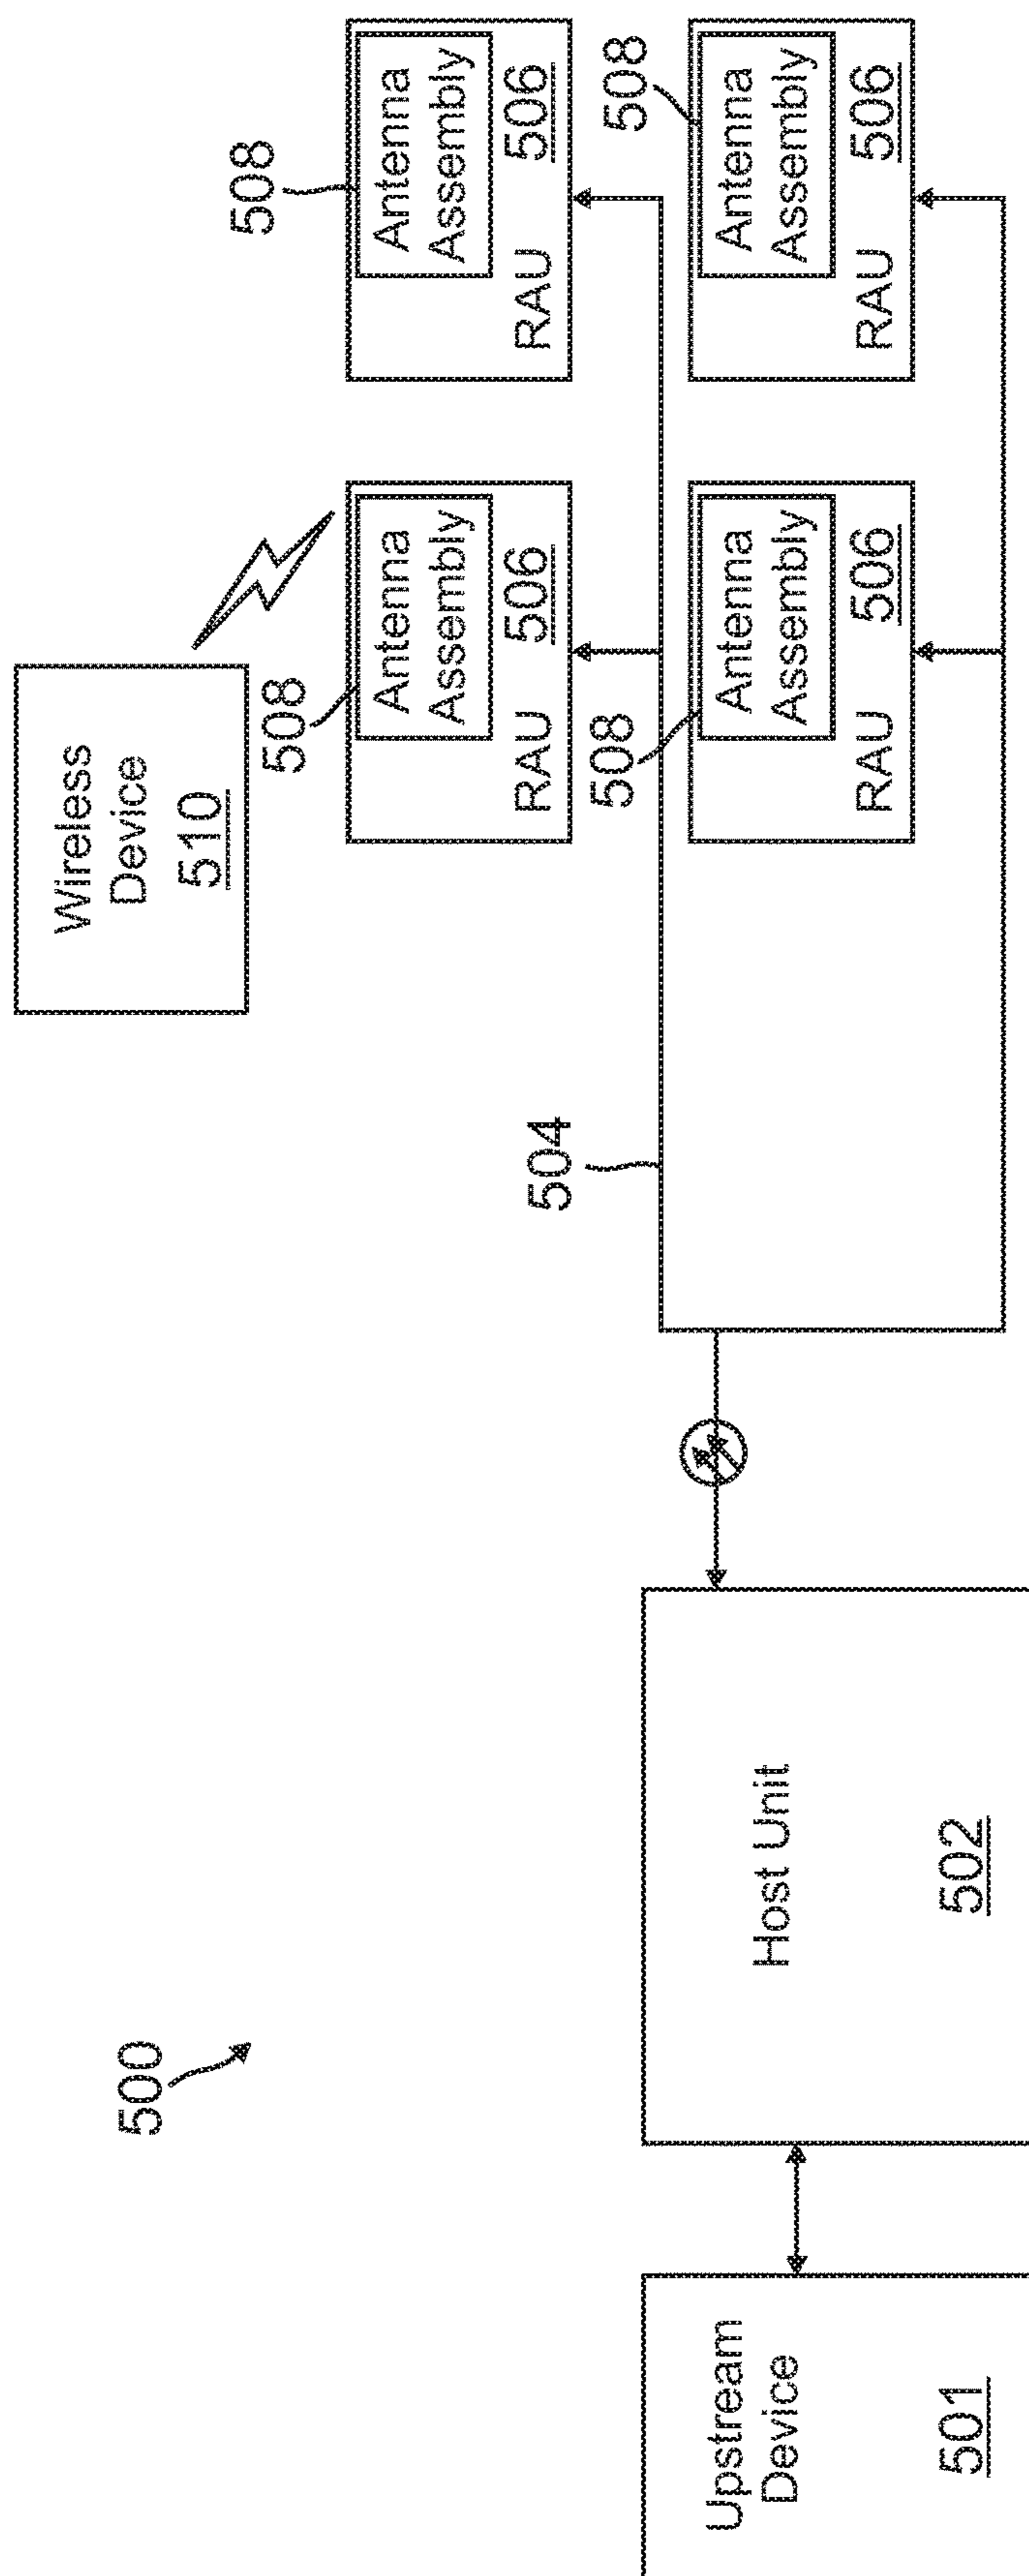 500
Wireless
Device
510
508
Antenna
Assembly
RAU 506
508
Antenna
Assembly
RAU 506
504
508
Antenna
Assembly
RAU 506
508
Antenna
Assembly
RAU 506
Upstream
Device
501
Host Unit
502